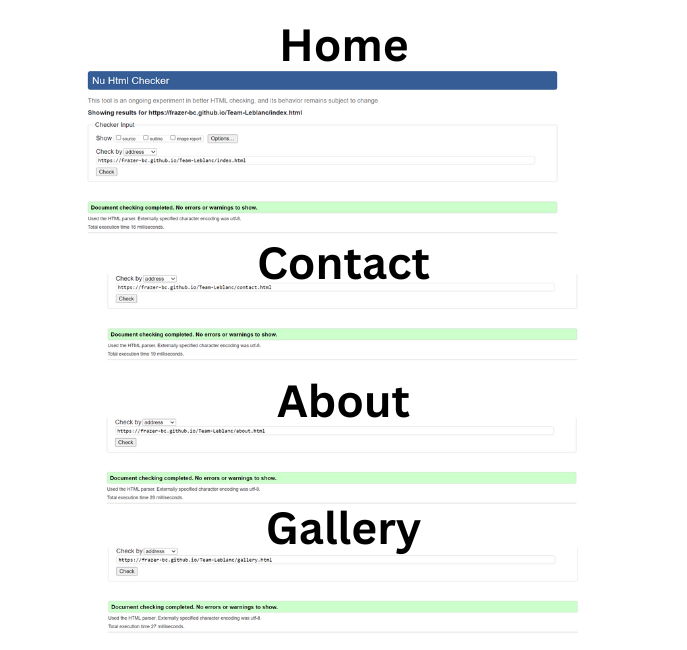 Home
Nu Html Checker
This tool is an ongoing experiment in better HTML checking, and its behavior remains subject to change
Showing results for https://frazer-bc.github.io/Team-Leblanc/index.html
Checker Input
Show source outline image report Options...
Check by address
https://frazer-bc.github.io/Team-Leblanc/index.html
Check
Document checking completed. No errors or warnings to show.
Used the HTML parser. Externally specified character encoding was utf-8.
Total execution time 16 milliseconds.
Contact
Check by address
https://frazer-bc.github.io/Team-Leblanc/contact.html
Check
Document checking completed. No errors or warnings to show.
Used the HTML parser. Externally specified character encoding was utf-8.
Total execution time 19 milliseconds.
About
Check by address
https://frazer-bc.github.io/Team-Leblanc/about.html
Check
Document checking completed. No errors or warnings to show.
Used the HTML parser. Externally specified character encoding was utf-8.
Total execution time 25 milliseconds.
Gallery
Check by address
https://frazer-bc.github.io/Team-Leblanc/gallery.html
Check
Document checking completed. No errors or warnings to show.
Used the HTML parser. Externally specified character encoding was utf-8.
Total execution time 27 milliseconds.